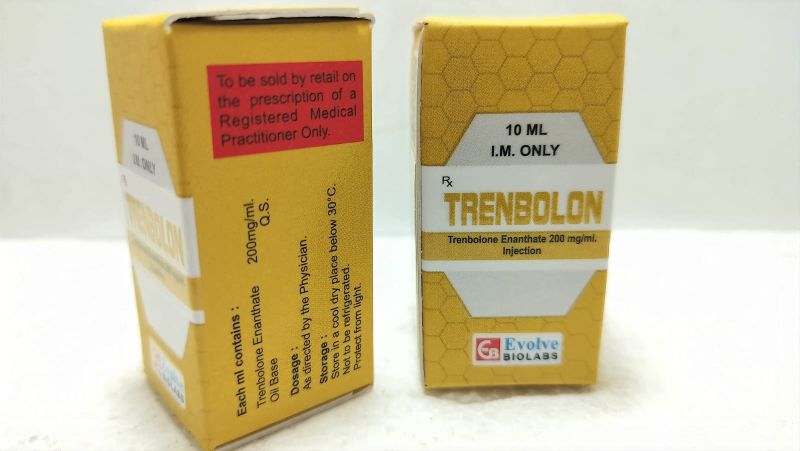 To be sold by retail on
the prescription of a
Registered Medical
Practitioner Only.
10 ML
I.M. ONLY
Rx
TRENBOLON
Evolve
BIOLABS
Each ml contains :
Trenbolone Enanthate 200mg/ml.
Oil Base Q.S.
Dosage :
As directed by the Physician.
Storage :
Store in a cool dry place below 30°C.
Not to be refrigerated.
Protect from light.
10 ML
I.M. ONLY
Rx
TRENBOLON
Trenbolone Enanthate 200 mg/ml.
Injection
Evolve
BIOLABS